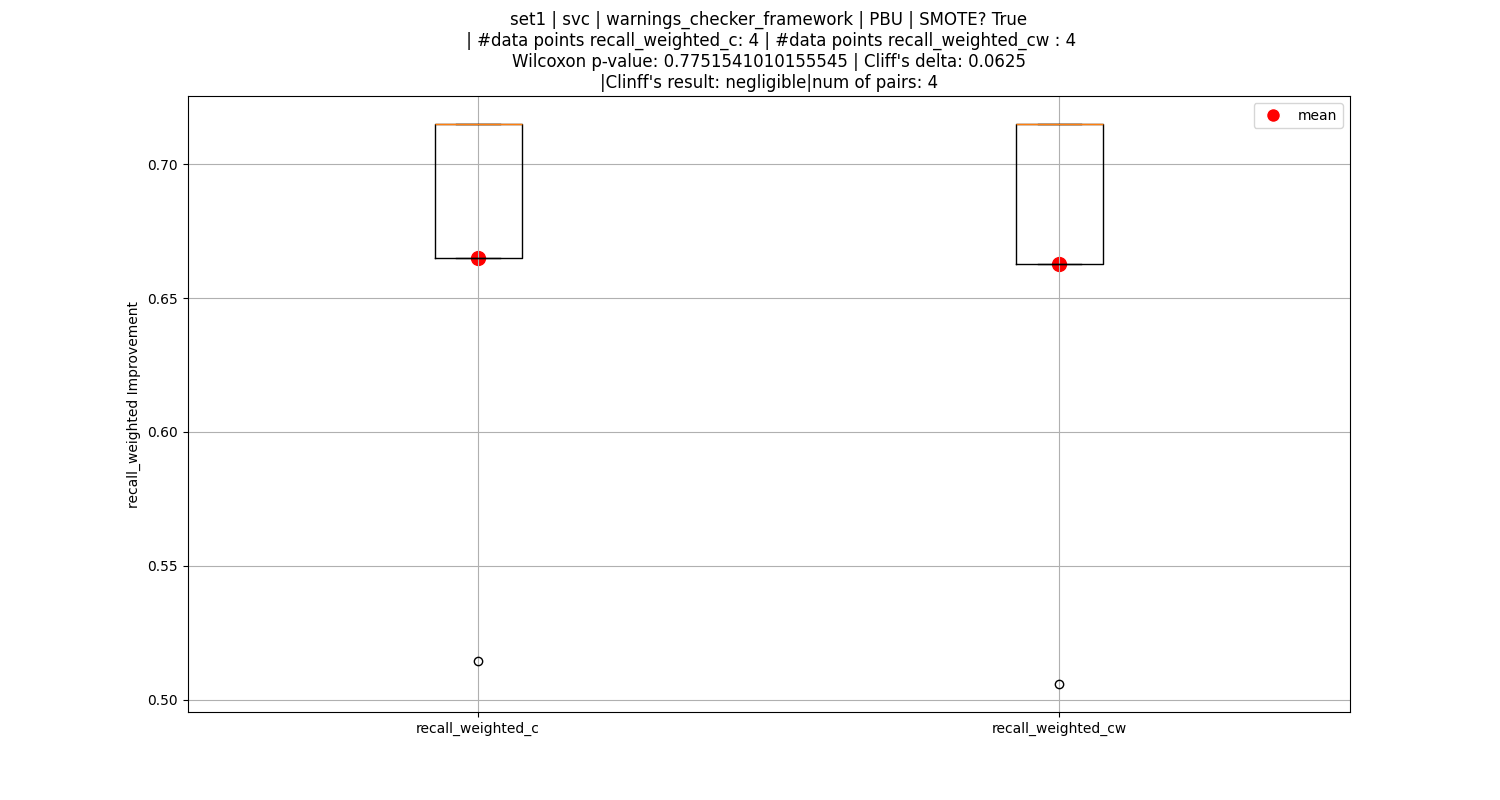 set1 | svc | warnings_checker_framework | PBU | SMOTE? True
| #data points recall_weighted_c: 4 | #data points recall_weighted_cw : 4
Wilcoxon p-value: 0.7751541010155545 | Cliff's delta: 0.0625
|Clinff's result: negligible|num of pairs: 4
mean
0.70
0.65
0.60
0.55
0.50
recall_weighted Improvement
recall_weighted_c
recall_weighted_cw